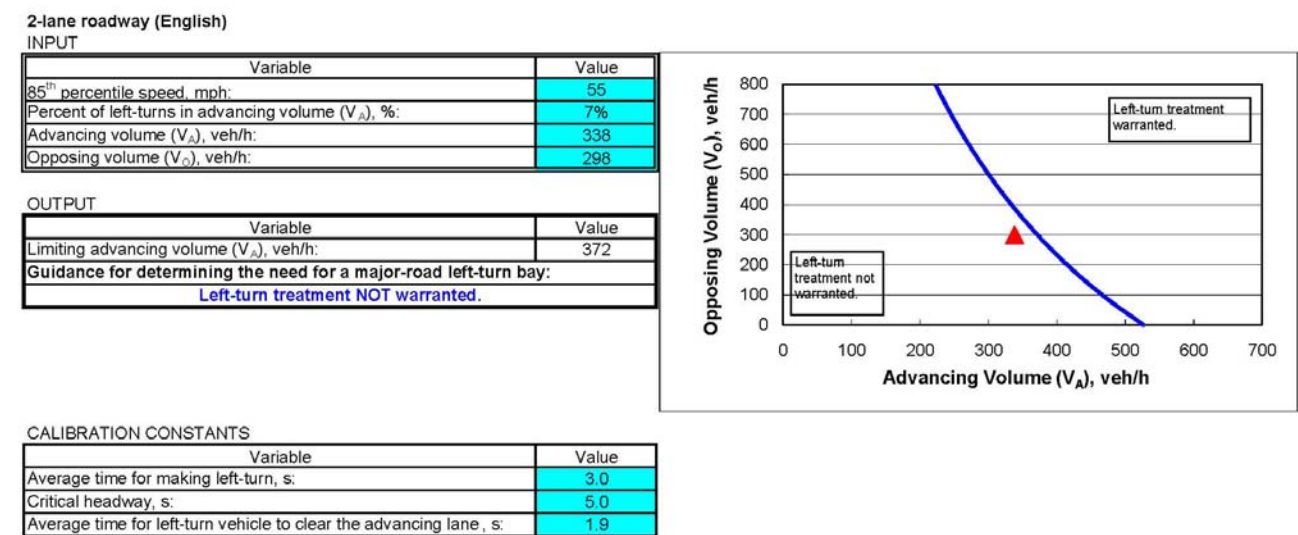 2-lane roadway (English)
INPUT
Variable Value
85th percentile speed, mph: 55
Percent of left-turns in advancing volume (VA), %: 7%
Advancing volume (VA), veh/h: 338
Opposing volume (VO), veh/h: 298
OUTPUT
Variable Value
Limiting advancing volume (VA), veh/h: 372
Guidance for determining the need for a major-road left-turn bay:
Left-turn treatment NOT warranted.
CALIBRATION CONSTANTS
Variable Value
Average time for making left-turn, s: 3.0
Critical headway, s: 5.0
Average time for left-turn vehicle to clear the advancing lane, s: 1.9
Opposing Volume (VO), veh/h
800
700
600
500
400
300
200
100
0
Left-turn treatment
warranted.
Left-turn
treatment not
warranted.
0 100 200 300 400 500 600 700
Advancing Volume (VA), veh/h